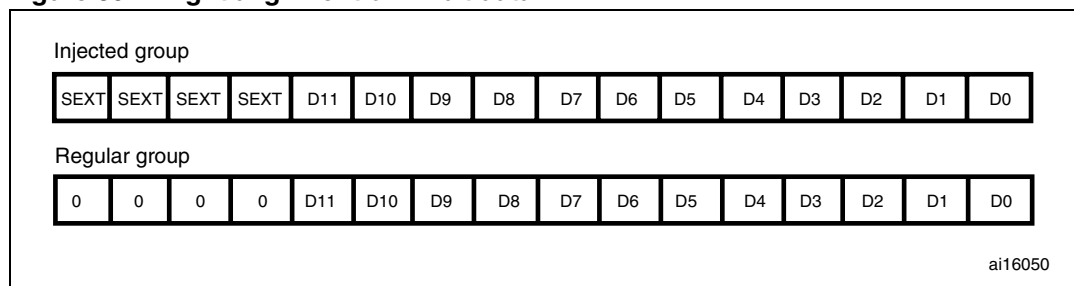 Injected group
SEXT SEXT SEXT SEXT D11 D10 D9 D8 D7 D6 D5 D4 D3 D2 D1 D0
Regular group
0 0 0 0 D11 D10 D9 D8 D7 D6 D5 D4 D3 D2 D1 D0
ai16050